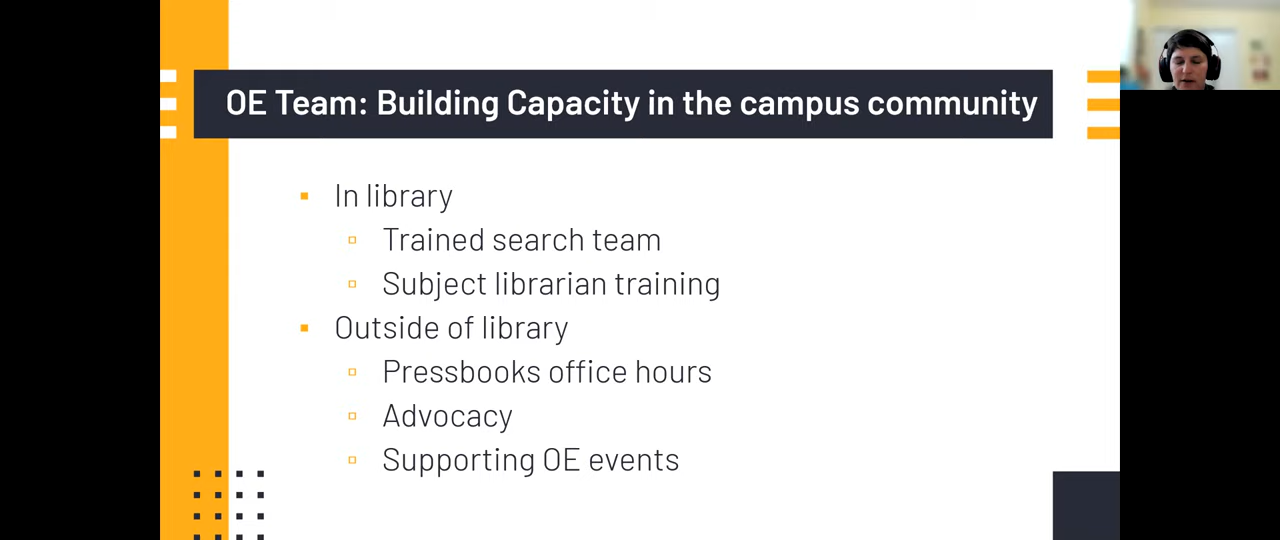 OE Team: Building Capacity in the campus community
In library
Trained search team
Subject librarian training
Outside of library
Pressbooks office hours
Advocacy
Supporting OE events